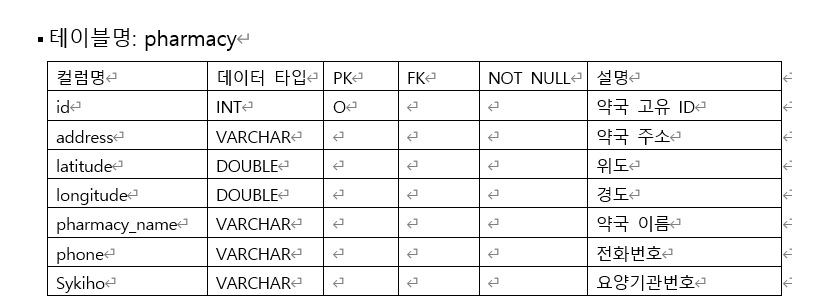 ▪ 테이블명: pharmacy↵
컬럼명↵ 데이터 타입↵ PK↵ FK↵ NOT NULL↵ 설명↵ ↵
id↵ INT↵ O↵ ↵ ↵ 약국 고유 ID↵ ↵
address↵ VARCHAR↵ ↵ ↵ ↵ 약국 주소↵ ↵
latitude↵ DOUBLE↵ ↵ ↵ ↵ 위도↵ ↵
longitude↵ DOUBLE↵ ↵ ↵ ↵ 경도↵ ↵
pharmacy_name↵ VARCHAR↵ ↵ ↵ ↵ 약국 이름↵ ↵
phone↵ VARCHAR↵ ↵ ↵ ↵ 전화번호↵ ↵
Sykiho↵ VARCHAR↵ ↵ ↵ ↵ 요양기관번호↵ ↵